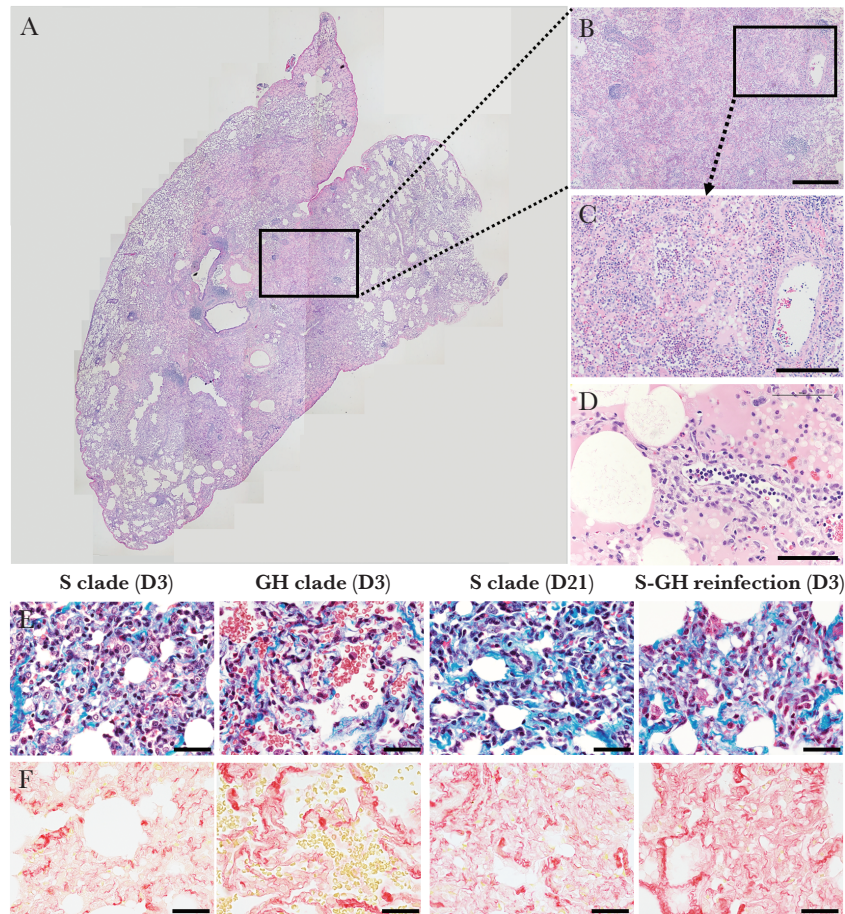 A
B
C
D
S clade (D3)
GH clade (D3)
S clade (D21)
S-GH reinfection (D3)
E
F